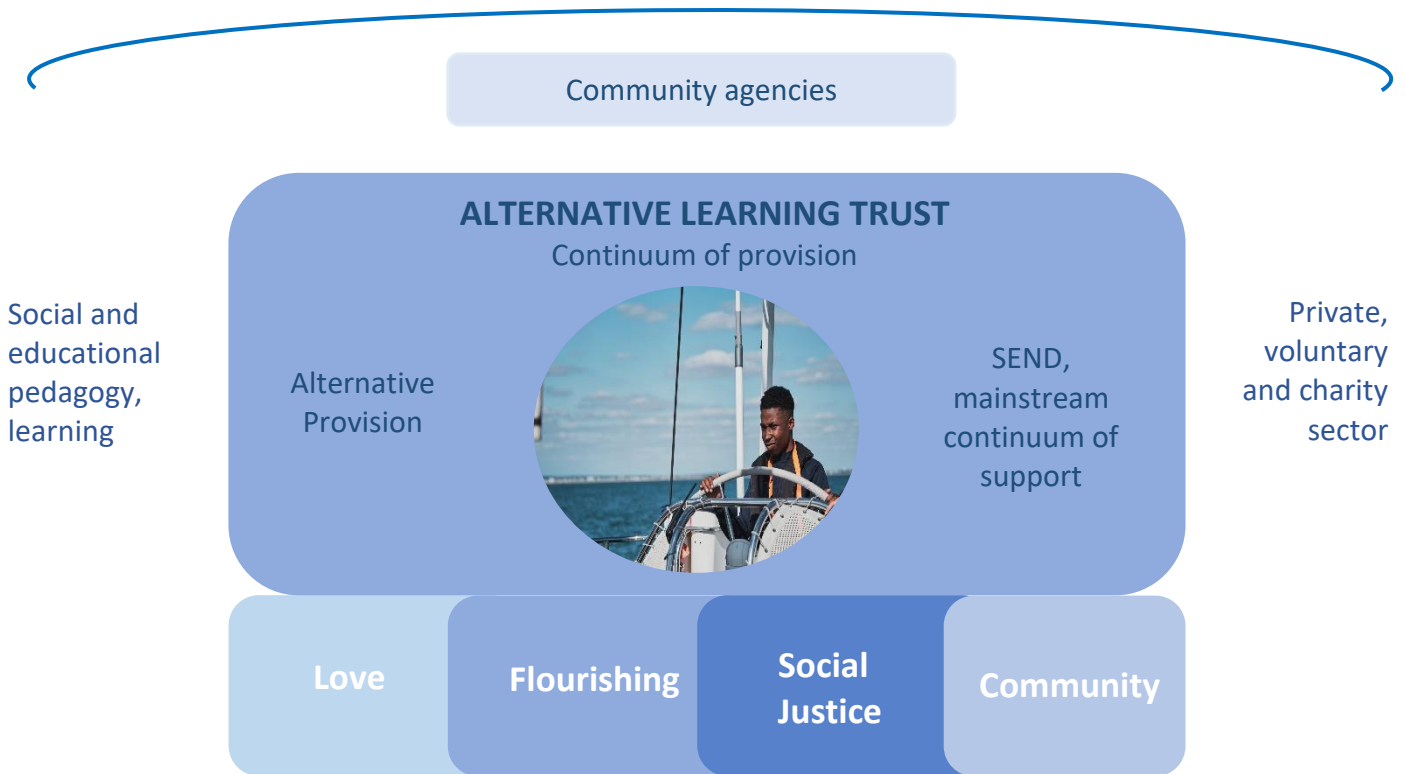 Community agencies
ALTERNATIVE LEARNING TRUST
Continuum of provision
Social and
educational
pedagogy,
learning
Alternative
Provision
SEND,
mainstream
continuum of
support
Private,
voluntary
and charity
sector
Love
Flourishing
Social
Justice
Community